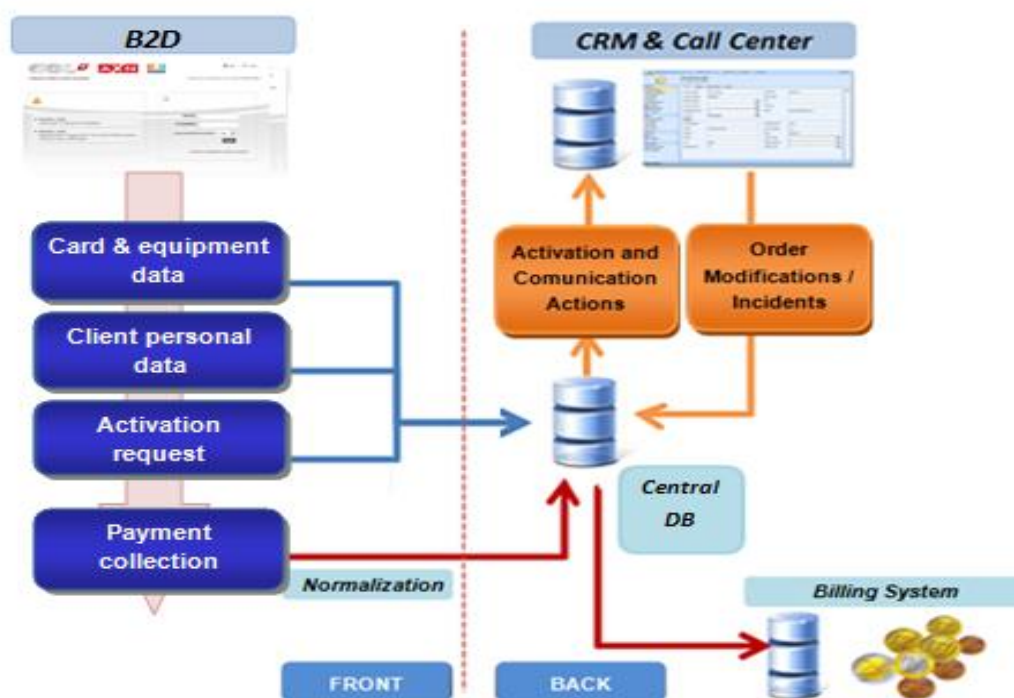 B2D
CRM & Call Center
AXN
Card & equipment
data
Client personal
data
Activation
request
Payment
collection
Activation and
Comunication
Actions
Order
Modifications /
Incidents
Central
DB
Normalization
Billing System
FRONT
BACK